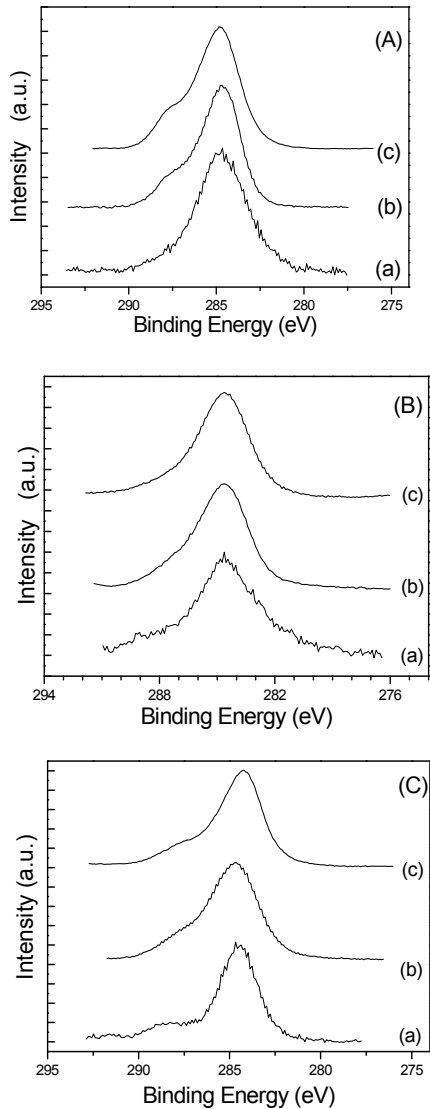 (A)
(c)
(b)
(a)
Intensity (a.u.)
295 290 285 280 275
Binding Energy (eV)
(B)
(c)
(b)
(a)
Intensity (a.u.)
294 288 282 276
Binding Energy (eV)
(C)
(c)
(b)
(a)
Intensity (a.u.)
295 290 285 280 275
Binding Energy (eV)